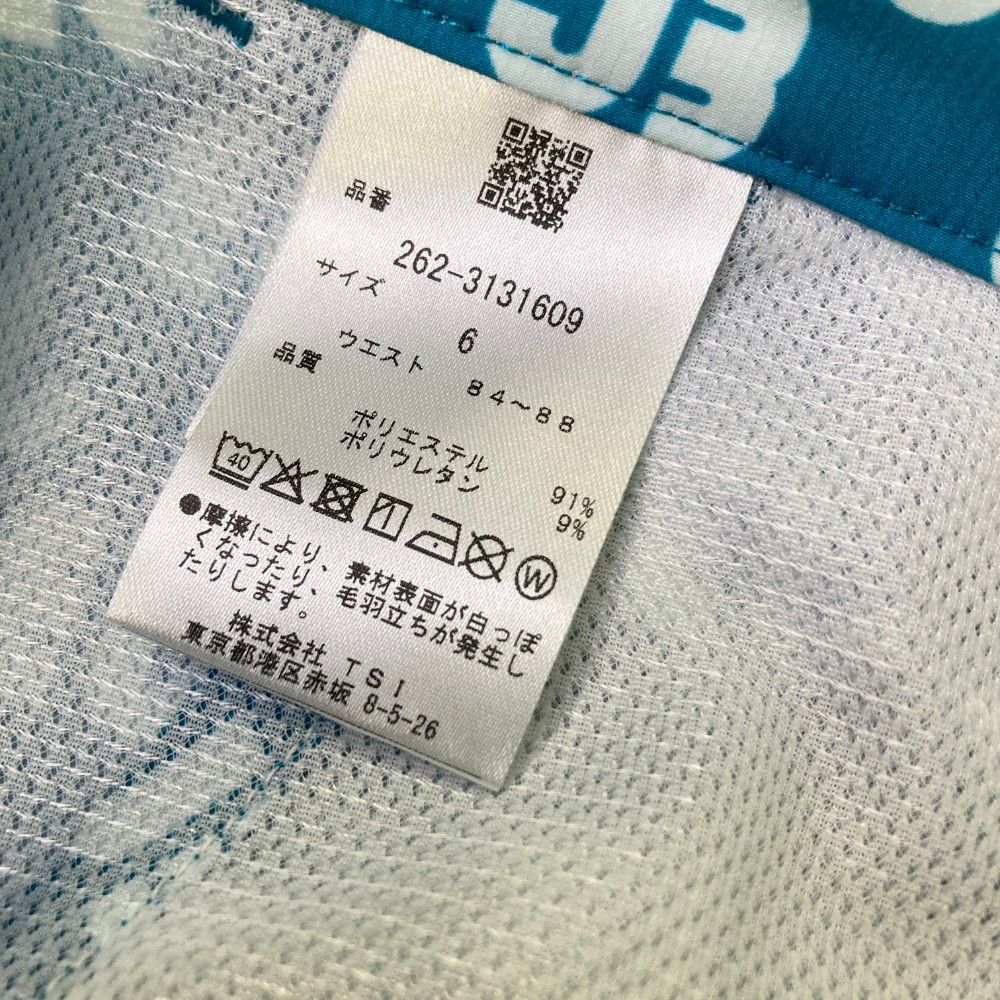 品番
262-3131609
サイズ
6
ウエスト 84～88
品質
ポリエステル 91%
ポリウレタン 9%
40
W
●摩擦により、素材表面が白っぽ
くなったり、毛羽立ちが発生し
たりします。
株式会社 TSI
東京都港区赤坂 8-5-26